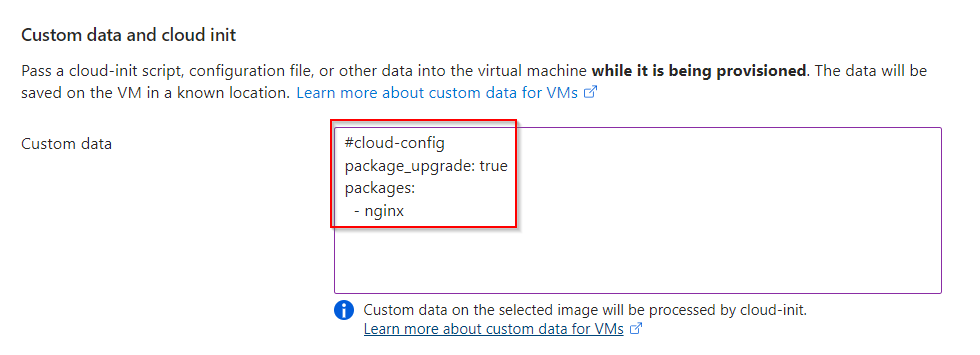 Custom data and cloud init
Pass a cloud-init script, configuration file, or other data into the virtual machine while it is being provisioned. The data will be
saved on the VM in a known location. Learn more about custom data for VMs
Custom data
#cloud-config
package_upgrade: true
packages:
  - nginx
Custom data on the selected image will be processed by cloud-init.
Learn more about custom data for VMs